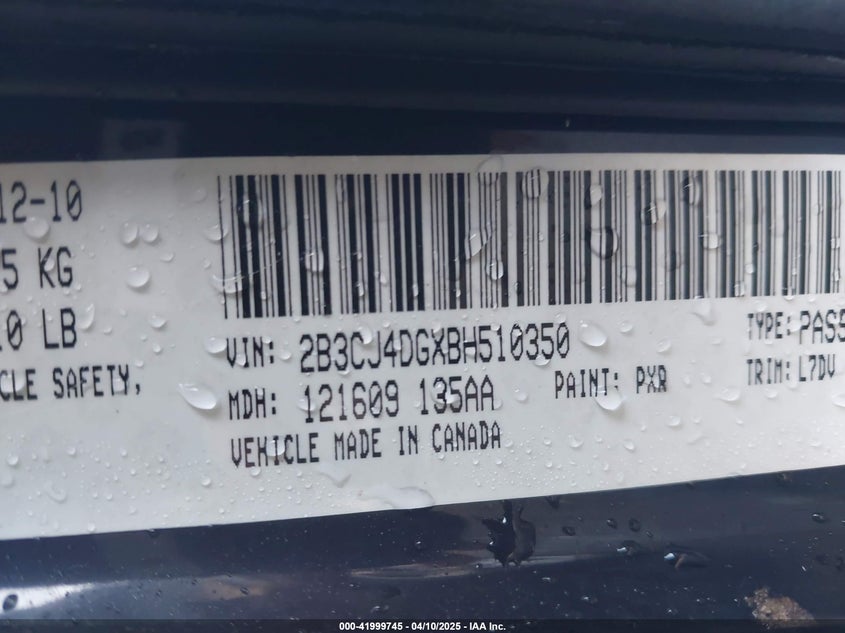 12-10
5 KG
0 LB
CLE SAFETY,
VIN: 2B3CJ4DGXBH510350
TYPE: PASS
MDH: 121609 135AA
PAINT: PXR
TRIM: L7DV
VEHICLE MADE IN CANADA
000-41999745 - 04/10/2025 - IAA Inc.